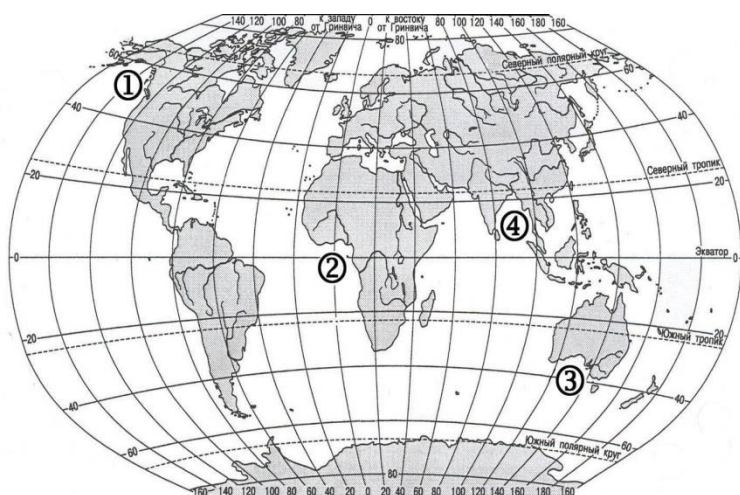 160 140 120 100 80 к западу от Гринвича 0 к востоку от Гринвича 80 100 120 140 160
80
Северный полярный круг
60 60
①
40 40
Северный тропик
20 20
④
Экватор
0 ② 0
20 20
Южный тропик
③
40 40
60 60
Южный полярный круг
80
160 140 120 100 80 60 40 20 0 20 40 60 80 100 120 140 160